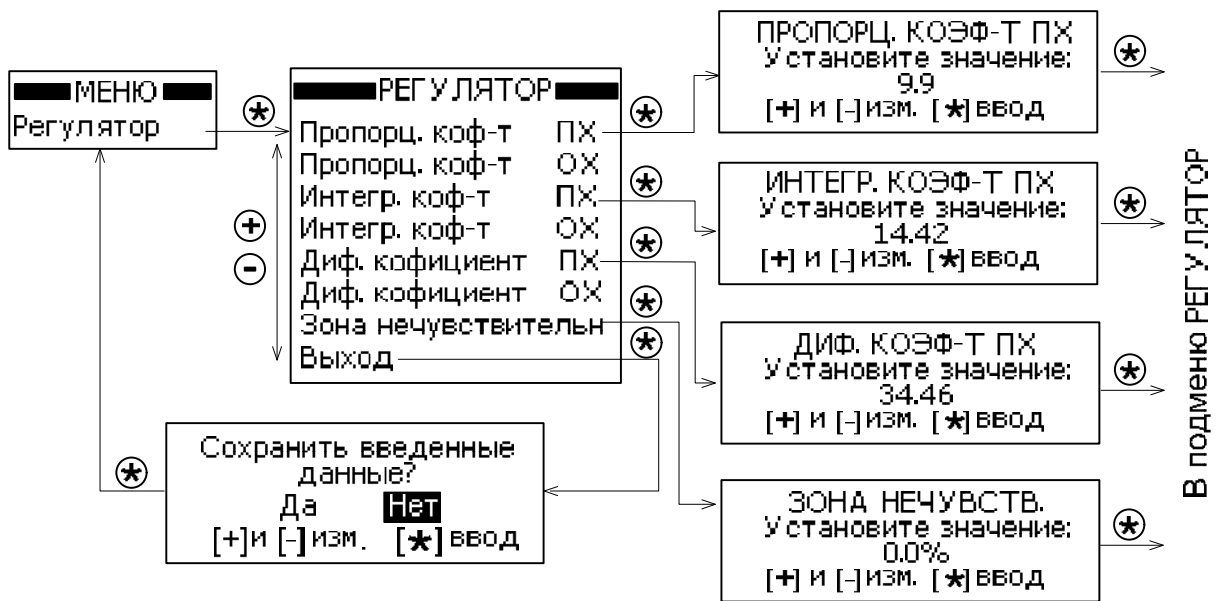 МЕНЮ
Регулятор
РЕГУЛЯТОР
Пропорц. коф-т ПХ
Пропорц. коф-т ОХ
Интегр. коф-т ПХ
Интегр. коф-т ОХ
Диф. кофициент ПХ
Диф. кофициент ОХ
Зона нечувствительн
Выход
Сохранить введенные
данные?
Да Нет
[+]и [-]изм. [*]ввод
ПРОПОРЦ. КОЭФ-Т ПХ
Установите значение:
9.9
[+] и [-]изм. [*]ввод
ИНТЕГР. КОЭФ-Т ПХ
Установите значение:
14.42
[+] и [-]изм. [*]ввод
ДИФ. КОЭФ-Т ПХ
Установите значение:
34.46
[+] и [-]изм. [*]ввод
ЗОНА НЕЧУВСТВ.
Установите значение:
0.0%
[+] и [-]изм. [*]ввод
В подменю РЕГУЛЯТОР